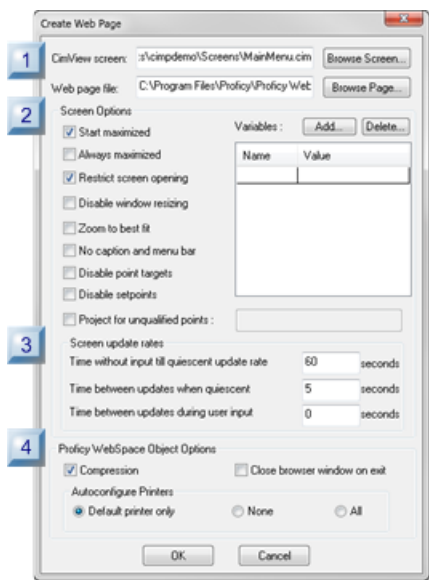 Create Web Page
1
CimView screen: :s\cimpdemo\Screens\MainMenu.cim Browse Screen...
Web page file: C:\Program Files\Proficy\Proficy Web Browse Page...
2
Screen Options
Start maximized
Variables : Add... Delete...
Always maximized
Name Value
Restrict screen opening
Disable window resizing
Zoom to best fit
No caption and menu bar
Disable point targets
Disable setpoints
Project for unqualified points :
3
Screen update rates
Time without input till quiescent update rate 60 seconds
Time between updates when quiescent 5 seconds
Time between updates during user input 0 seconds
4
Proficy WebSpace Object Options
Compression Close browser window on exit
Autoconfigure Printers
Default printer only None All
OK Cancel